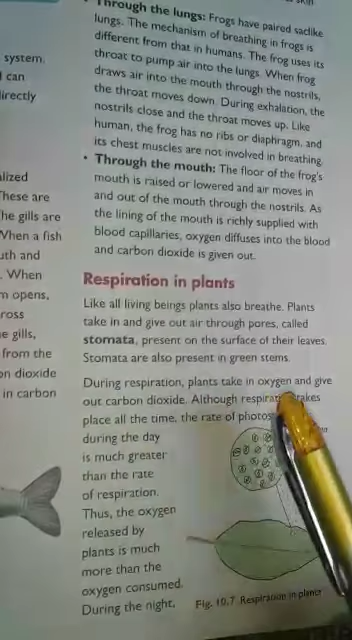 system.
can
directly
alized
These are
he gills are
When a fish
uth and
. When
m opens,
ross
e gills,
from the
on dioxide
in carbon
• Through the lungs: Frogs have paired saclike
lungs. The mechanism of breathing in frogs is
different from that in humans. The frog uses its
throat to pump air into the lungs. When frog
draws air into the mouth through the nostrils,
the throat moves down. During exhalation, the
nostrils close and the throat moves up. Like
human, the frog has no ribs or diaphragm, and
its chest muscles are not involved in breathing.
• Through the mouth: The floor of the frog's
mouth is raised or lowered and air moves in
and out of the mouth through the nostrils. As
the lining of the mouth is richly supplied with
blood capillaries, oxygen diffuses into the blood
and carbon dioxide is given out.
Respiration in plants
Like all living beings plants also breathe. Plants
take in and give out air through pores, called
stomata, present on the surface of their leaves.
Stomata are also present in green stems.
During respiration, plants take in oxygen and give
out carbon dioxide. Although respirati takes
place all the time, the rate of photos
during the day
is much greater
than the rate
of respiration.
Thus, the oxygen
released by
plants is much
more than the
oxygen consumed.
During the night,
Fig. 10.7 Respiration in plants